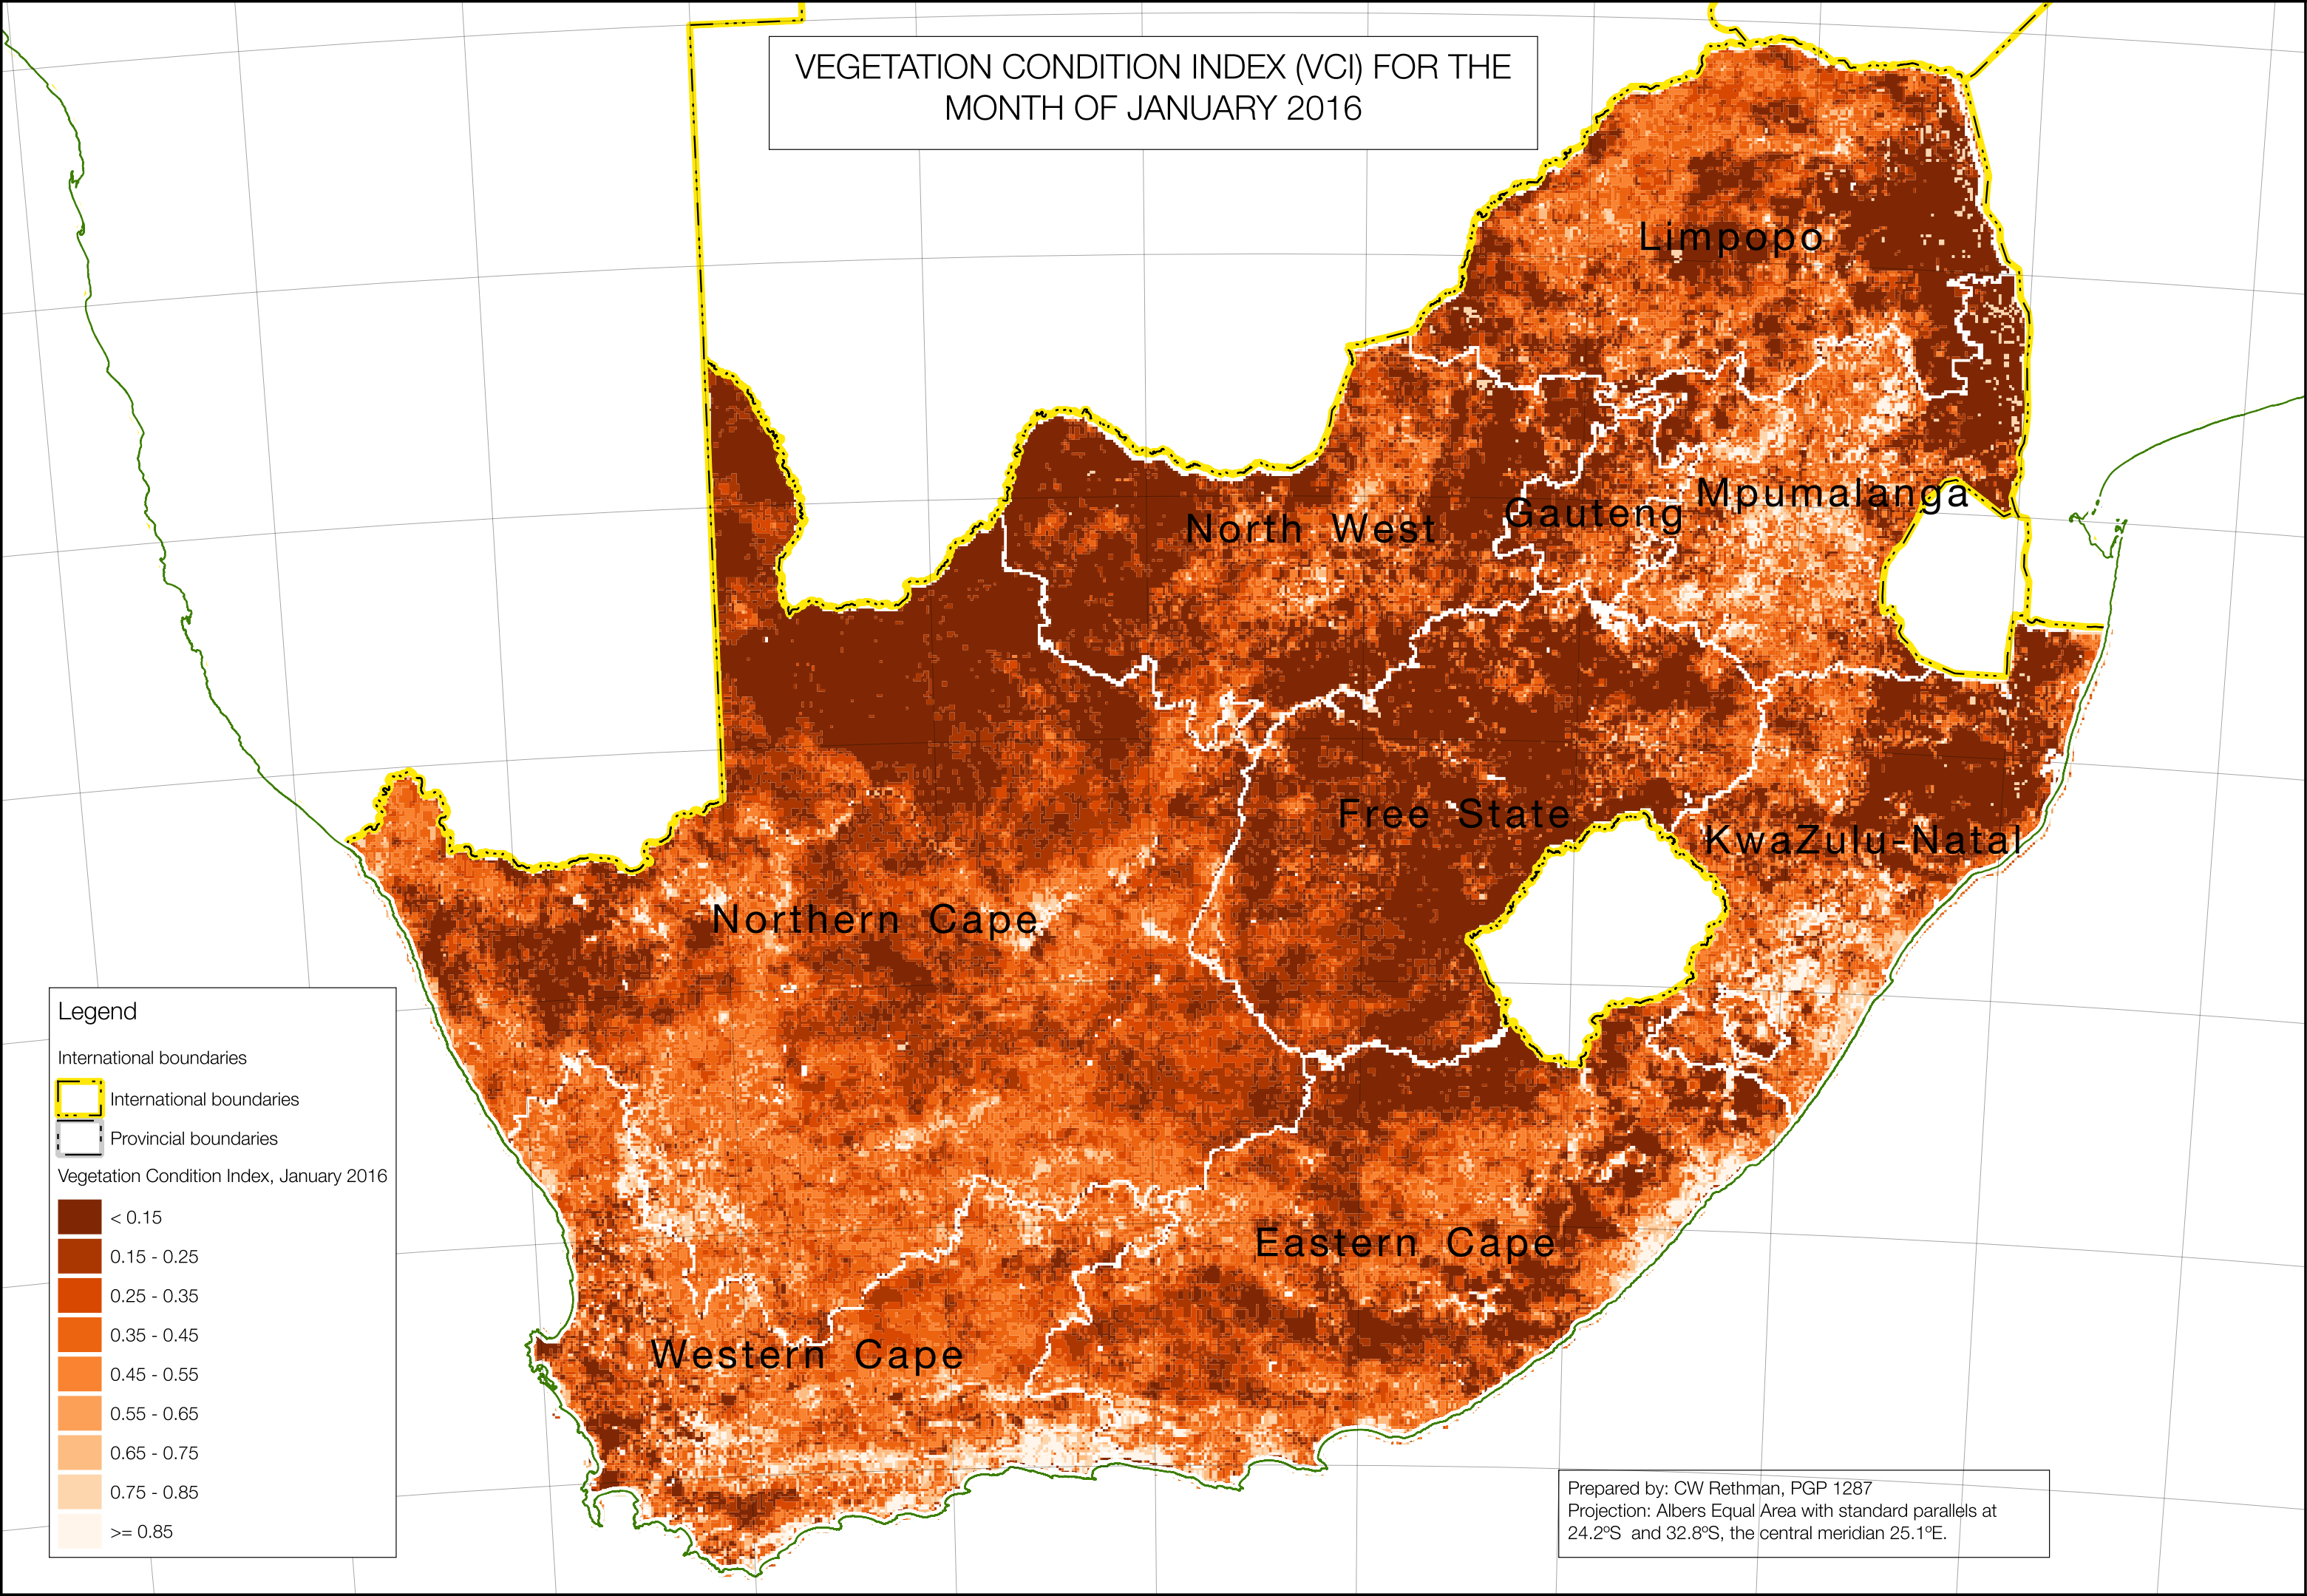 VEGETATION CONDITION INDEX (VCI) FOR THE
MONTH OF JANUARY 2016
Limpopo
Mpumalanga
Gauteng
North West
Free State
KwaZulu-Natal
Northern Cape
Eastern Cape
Western Cape
Legend
International boundaries
International boundaries
Provincial boundaries
Vegetation Condition Index, January 2016
< 0.15
0.15 - 0.25
0.25 - 0.35
0.35 - 0.45
0.45 - 0.55
0.55 - 0.65
0.65 - 0.75
0.75 - 0.85
>= 0.85
Prepared by: CW Rethman, PGP 1287
Projection: Albers Equal Area with standard parallels at
24.2ºS and 32.8ºS, the central meridian 25.1ºE.